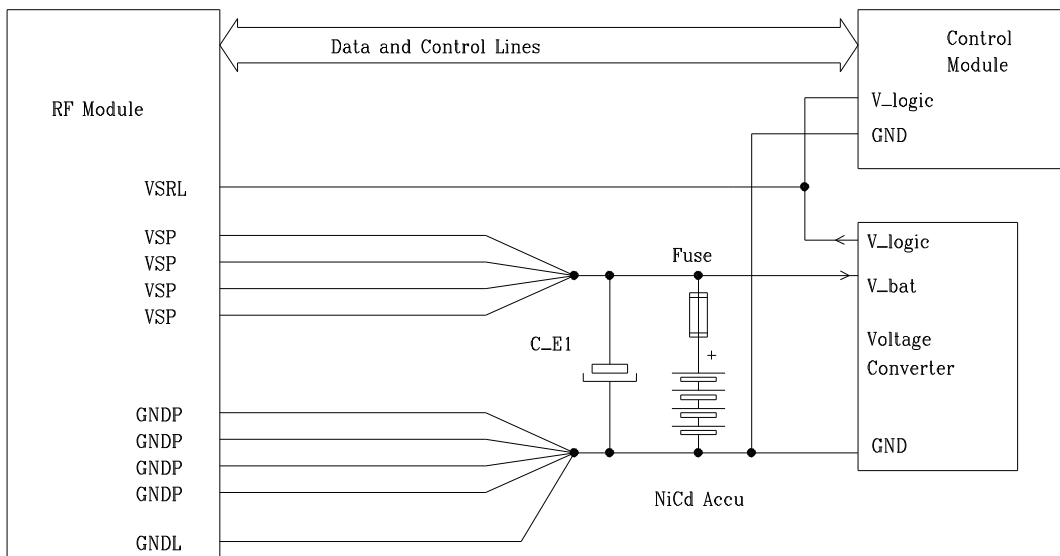 Data and Control Lines
Control
Module
RF Module
V_logic
GND
VSRL
VSP
VSP
VSP
VSP
Fuse
V_logic
V_bat
C_E1
+
Voltage
Converter
GNDP
GNDP
GNDP
GNDP
GND
NiCd Accu
GNDL